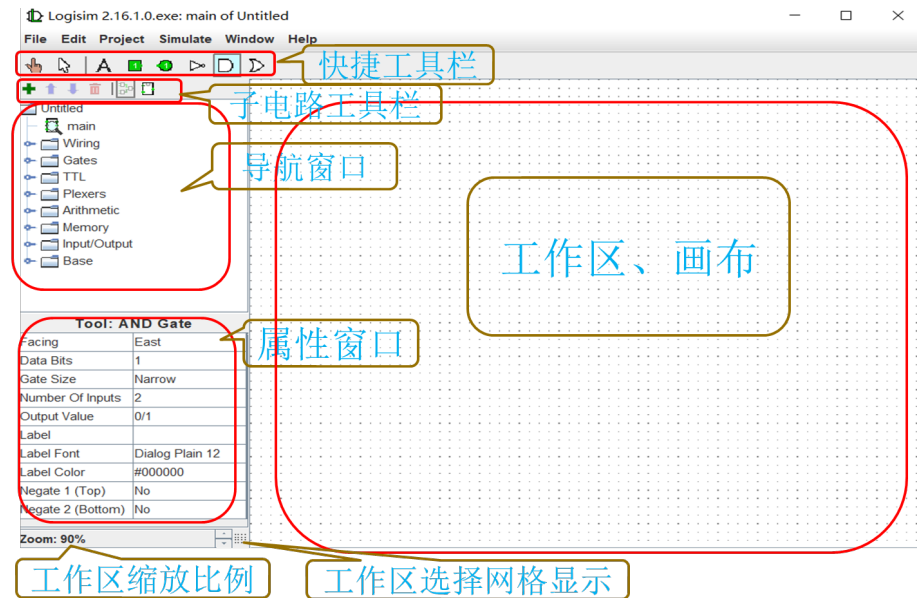 Logisim 2.16.1.0.exe: main of Untitled
File Edit Project Simulate Window Help
快捷工具栏
子电路工具栏
Untitled
main
Wiring
Gates
TTL
Plexers
Arithmetic
Memory
Input/Output
Base
导航窗口
工作区、画布
Tool: AND Gate
Facing East
Data Bits 1
Gate Size Narrow
Number Of Inputs 2
Output Value 0/1
Label
Label Font Dialog Plain 12
Label Color #000000
Negate 1 (Top) No
Negate 2 (Bottom) No
属性窗口
Zoom: 90%
工作区缩放比例
工作区选择网格显示